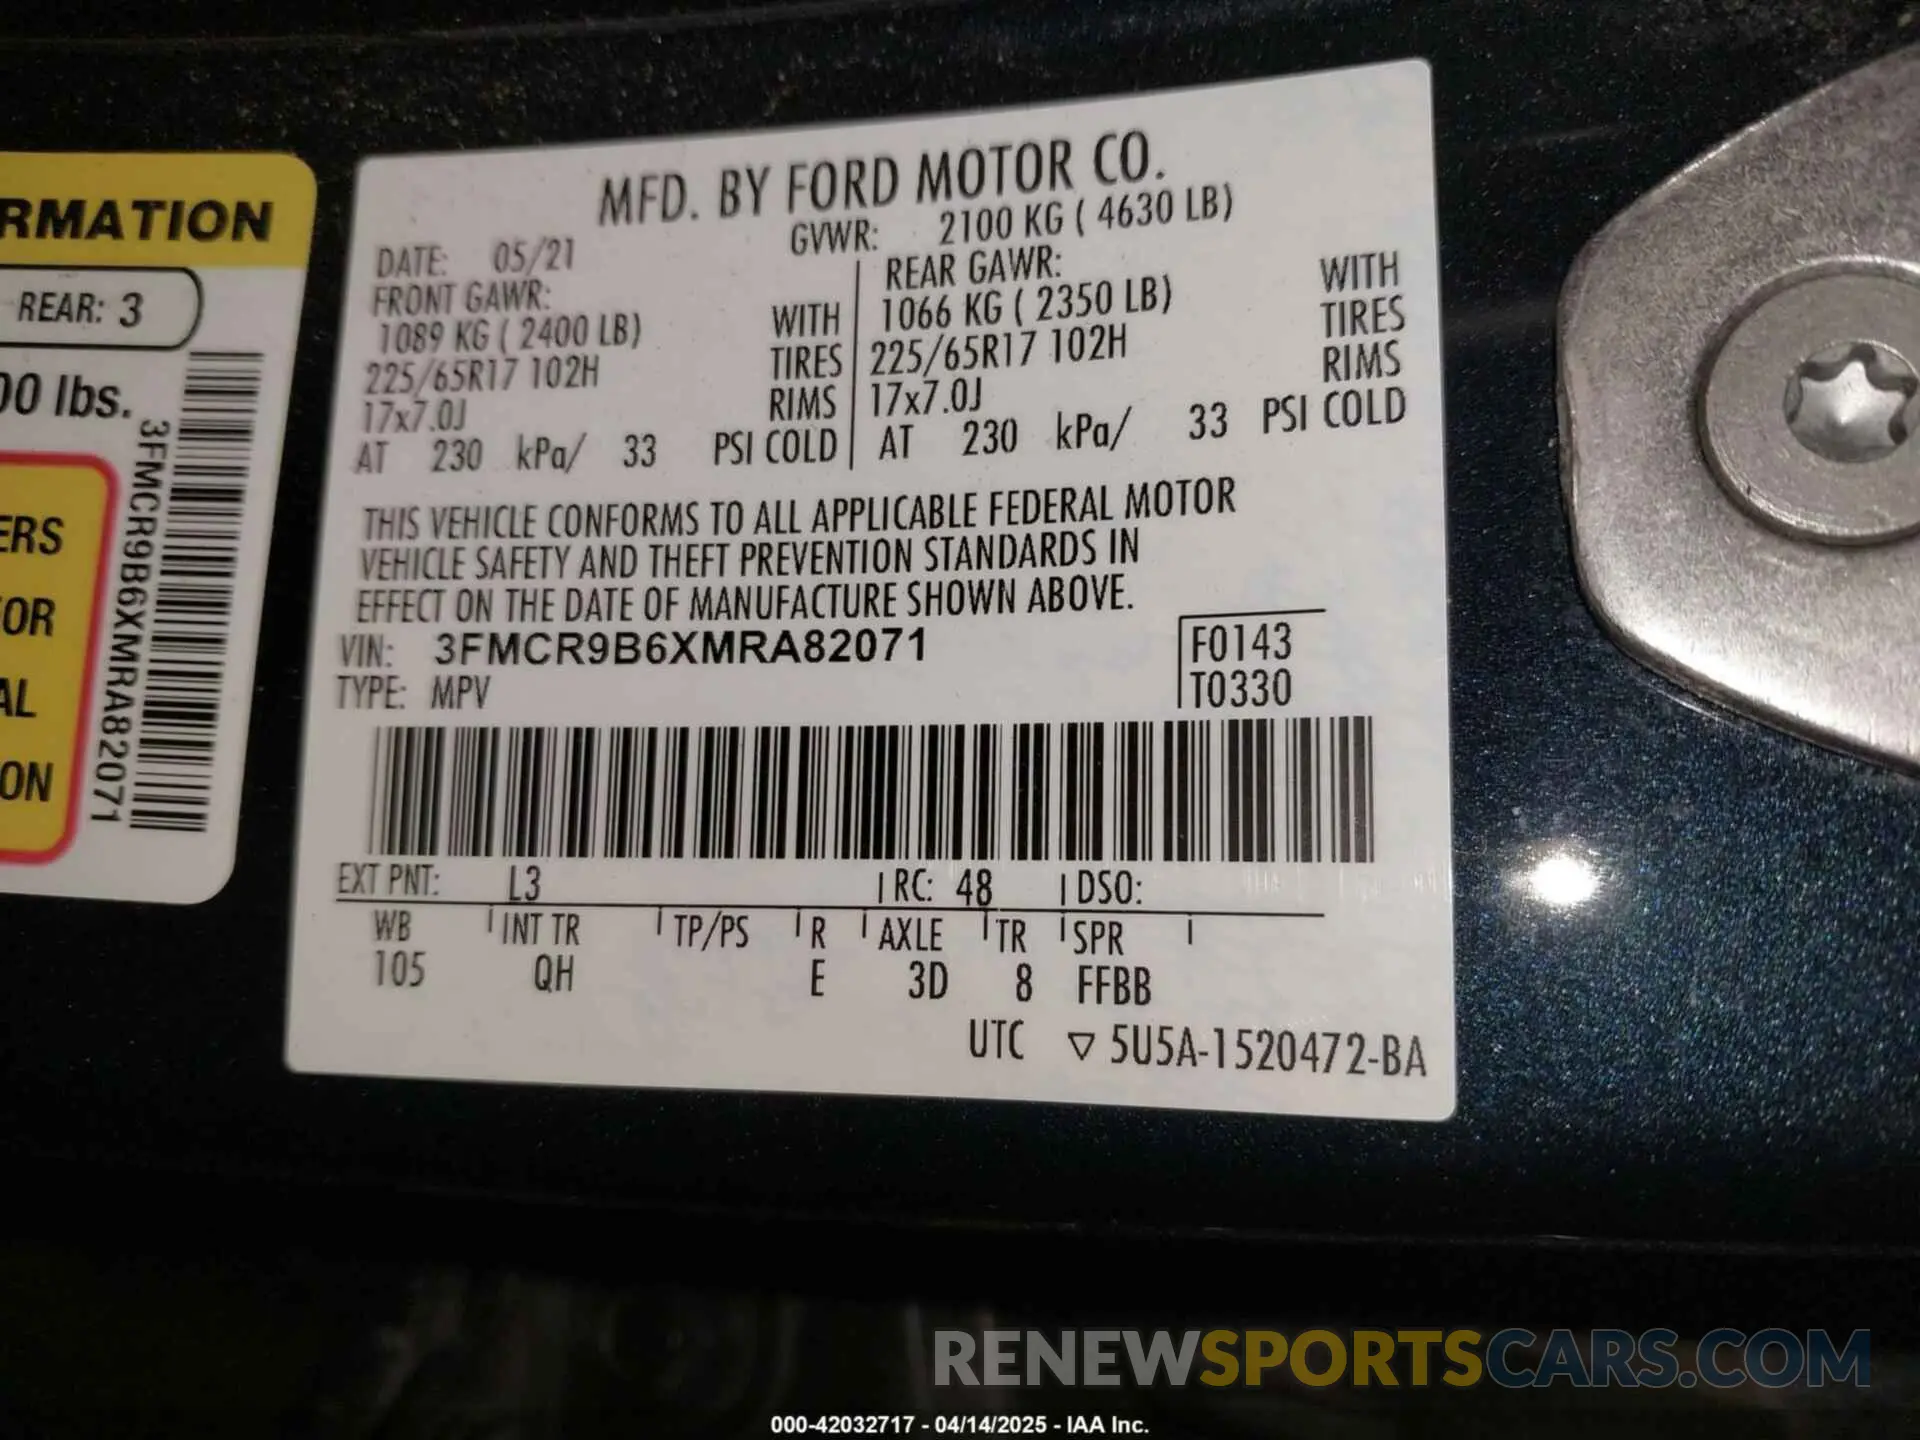 RMATION
REAR: 3
00 lbs.
3FMCR9B6XMRA82071
ERS
FOR
AL
ON
MFD. BY FORD MOTOR CO.
DATE: 05/21
GVWR: 2100 KG ( 4630 LB)
FRONT GAWR:
1089 KG ( 2400 LB) WITH
225/65R17 102H TIRES
17x7.0J RIMS
AT 230 kPa/ 33 PSI COLD
REAR GAWR: WITH
1066 KG ( 2350 LB) TIRES
225/65R17 102H RIMS
17x7.0J
AT 230 kPa/ 33 PSI COLD
THIS VEHICLE CONFORMS TO ALL APPLICABLE FEDERAL MOTOR
VEHICLE SAFETY AND THEFT PREVENTION STANDARDS IN
EFFECT ON THE DATE OF MANUFACTURE SHOWN ABOVE.
VIN: 3FMCR9B6XMRA82071
TYPE: MPV
F0143
T0330
EXT PNT: L3 RC: 48 DSO:
WB INT TR TP/PS R AXLE TR SPR
105 QH E 3D 8 FFBB
UTC ▽ 5U5A-1520472-BA
RENEWSPORTSCARS.COM
000-42032717 - 04/14/2025 - IAA Inc.